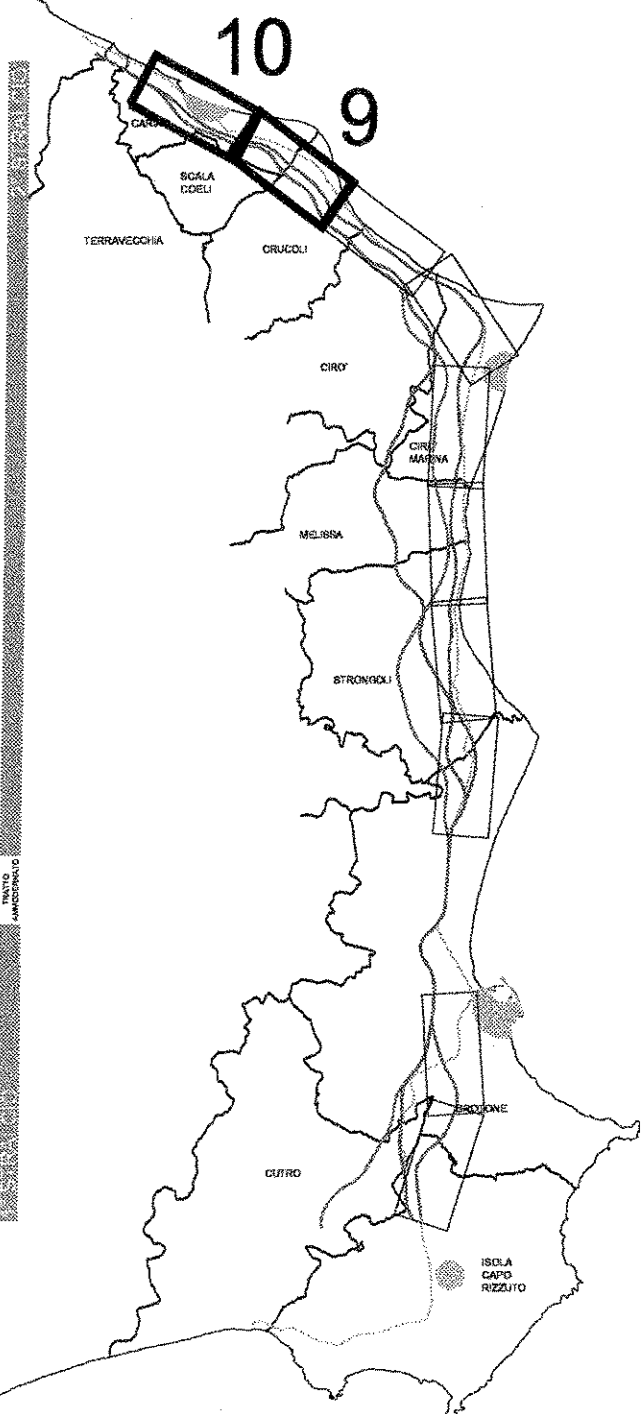 10
9
SCALA
COELI
TERRAVECCHIA
CRUCOLI
CIRO'
CIRO'
MARINA
MELISSA
STRONGOLI
TRATTO
AMMODERNATO
CROTONE
CUTRO
ISOLA
CAPO
RIZZUTO